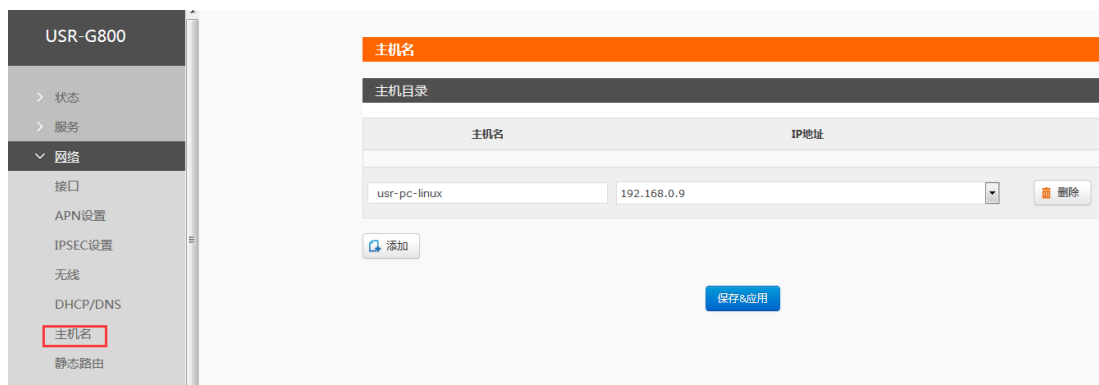 USR-G800
状态
服务
网络
接口
APN设置
IPSEC设置
无线
DHCP/DNS
主机名
静态路由
主机名
主机目录
主机名 IP地址
usr-pc-linux 192.168.0.9 删除
添加
保存&应用